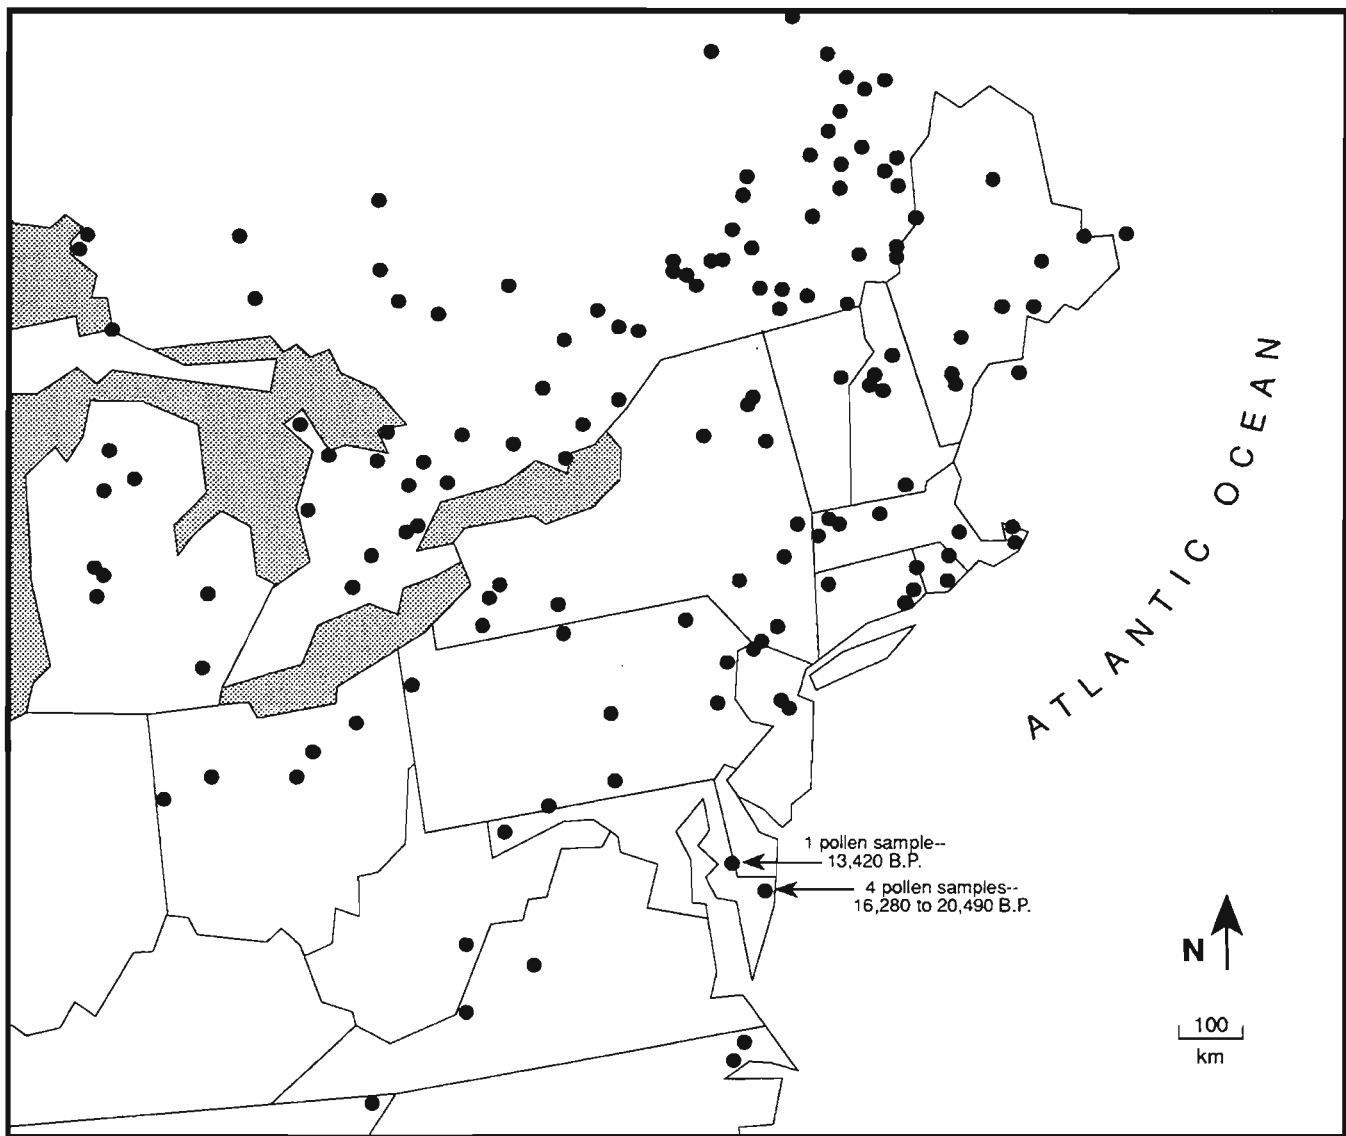 ATLANTIC OCEAN
1 pollen sample--
13,420 B.P.
4 pollen samples--
16,280 to 20,490 B.P.
N
100
km